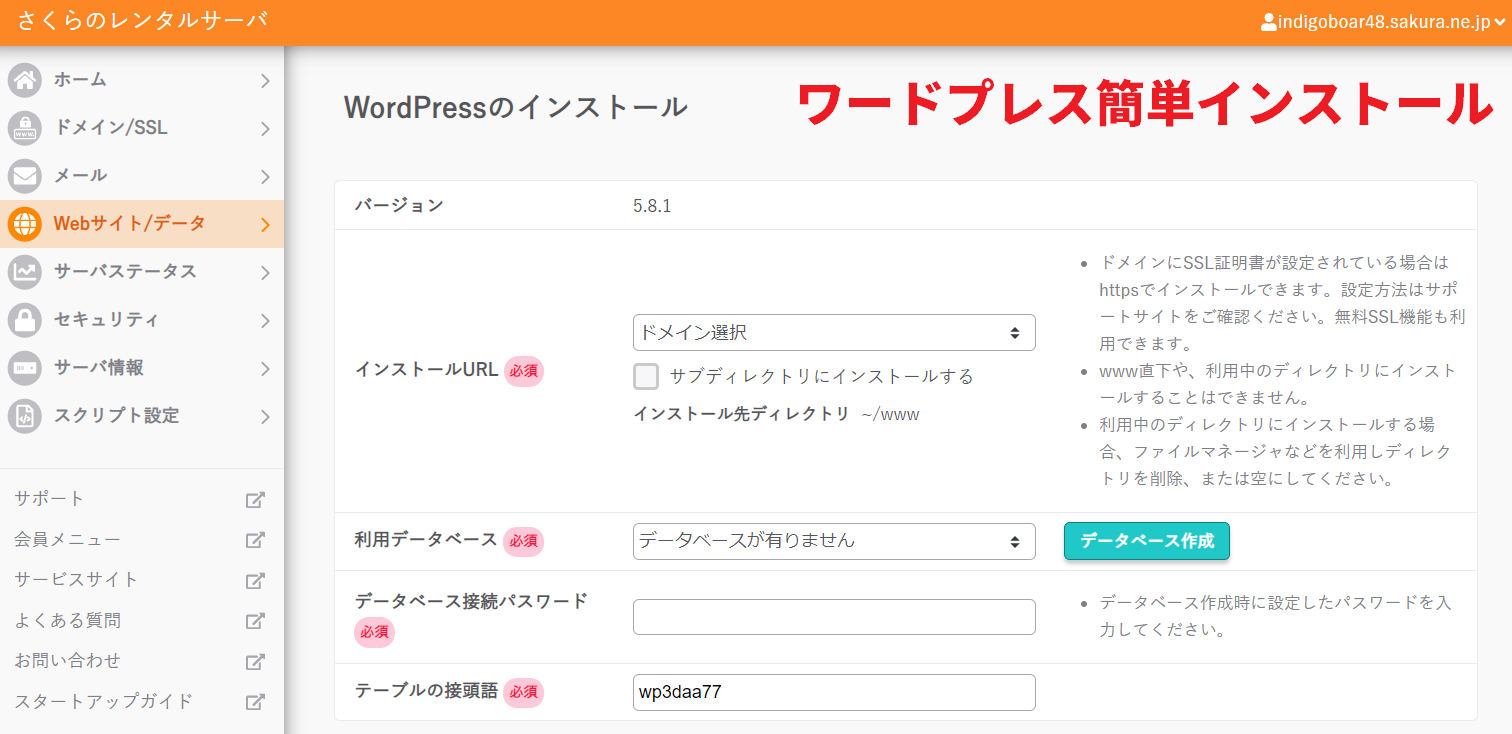 さくらのレンタルサーバ
indigoboar48.sakura.ne.jp
ホーム
ドメイン/SSL
メール
Webサイト/データ
サーバステータス
セキュリティ
サーバ情報
スクリプト設定
サポート
会員メニュー
サービスサイト
よくある質問
お問い合わせ
スタートアップガイド
WordPressのインストール
ワードプレス簡単インストール
バージョン
5.8.1
インストールURL 必須
ドメイン選択
サブディレクトリにインストールする
インストール先ディレクトリ ~/www
ドメインにSSL証明書が設定されている場合は
httpsでインストールできます。設定方法はサポ
ートサイトをご確認ください。無料SSL機能も利
用できます。
www直下や、利用中のディレクトリにインスト
ールすることはできません。
利用中のディレクトリにインストールする場
合、ファイルマネージャなどを利用しディレク
トリを削除、または空にしてください。
利用データベース 必須
データベースが有りません
データベース作成
データベース接続パスワード
必須
データベース作成時に設定したパスワードを入
力してください。
テーブルの接頭語 必須
wp3daa77
www.